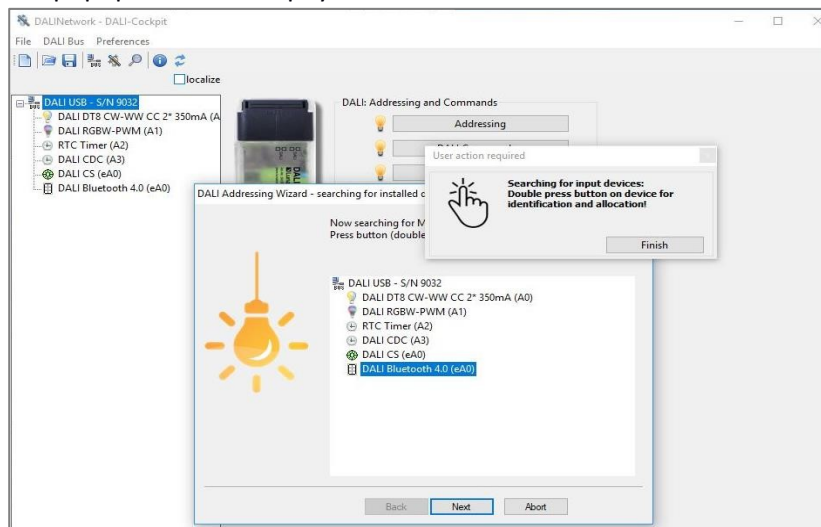 DALINetwork - DALI-Cockpit
File DALI Bus Preferences
localize
DALI USB - S/N 9032
DALI DT8 CW-WW CC 2* 350mA (A
DALI RGBW-PWM (A1)
RTC Timer (A2)
DALI CDC (A3)
DALI CS (eA0)
DALI Bluetooth 4.0 (eA0)
DALI: Addressing and Commands
Addressing
User action required
Searching for input devices:
Double press button on device for
identification and allocation!
Finish
DALI Addressing Wizard - searching for installed
Now searching for M
Press button (double
DALI USB - S/N 9032
DALI DT8 CW-WW CC 2* 350mA (A0)
DALI RGBW-PWM (A1)
RTC Timer (A2)
DALI CDC (A3)
DALI CS (eA0)
DALI Bluetooth 4.0 (eA0)
Back Next Abort